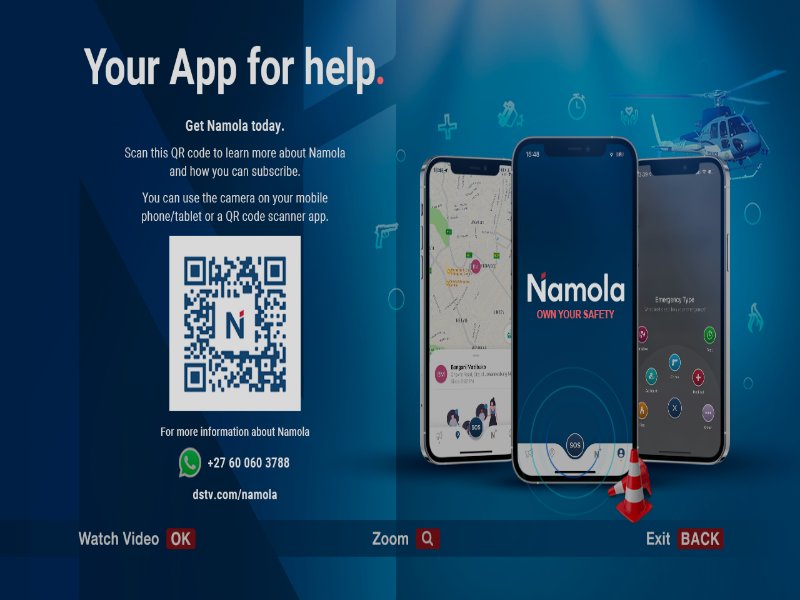 Your App for help.
Get Namola today.
Scan this QR code to learn more about Namola
and how you can subscribe.
You can use the camera on your mobile
phone/tablet or a QR code scanner app.
N
For more information about Namola
+27 60 060 3788
dstv.com/namola
15:48
Namola
OWN YOUR SAFETY
SOS
SOS
Emergency Type
Watch Video OK
Zoom
Exit BACK